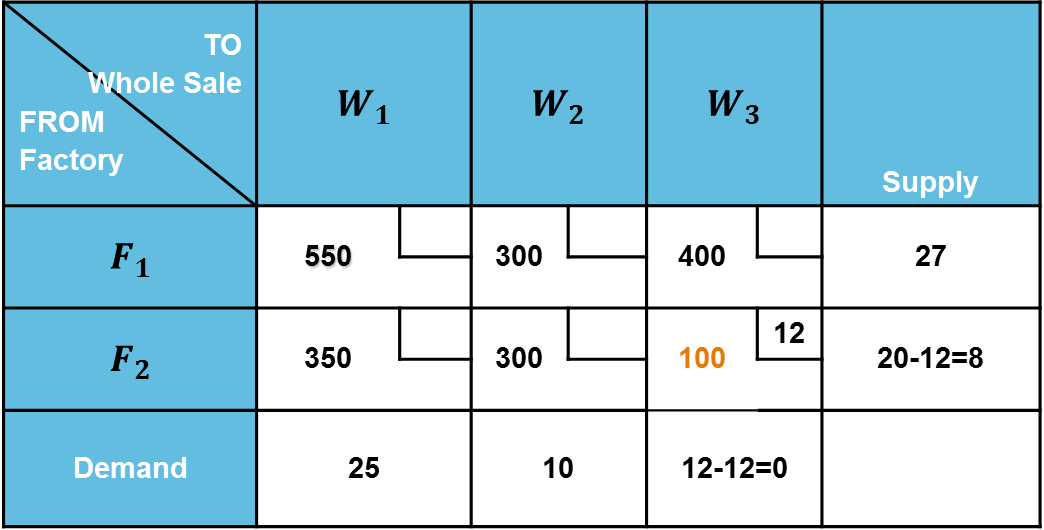 TO
Whole Sale
FROM
Factory
W1
W2
W3
Supply
F1
550
300
400
27
F2
350
300
100
12
20-12=8
Demand
25
10
12-12=0